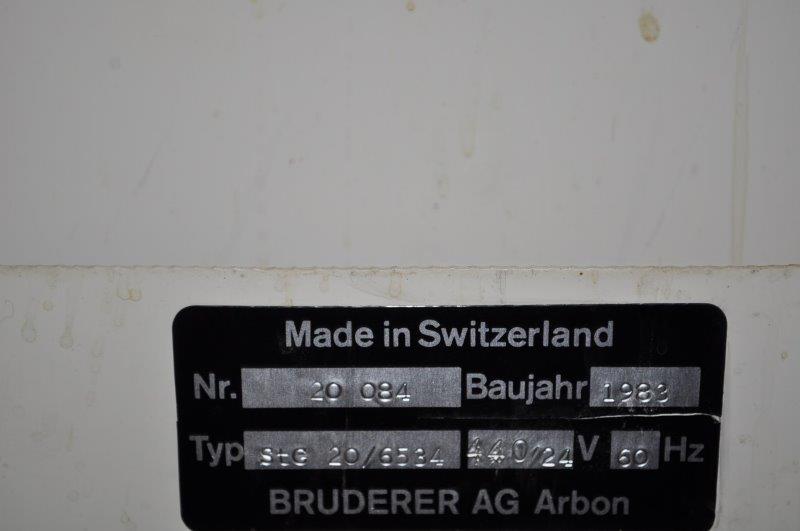 Made in Switzerland
Nr. 20 084 Baujahr 1983
Typ StG 20/6534 440/24 V 60 Hz
BRUDERER AG Arbon